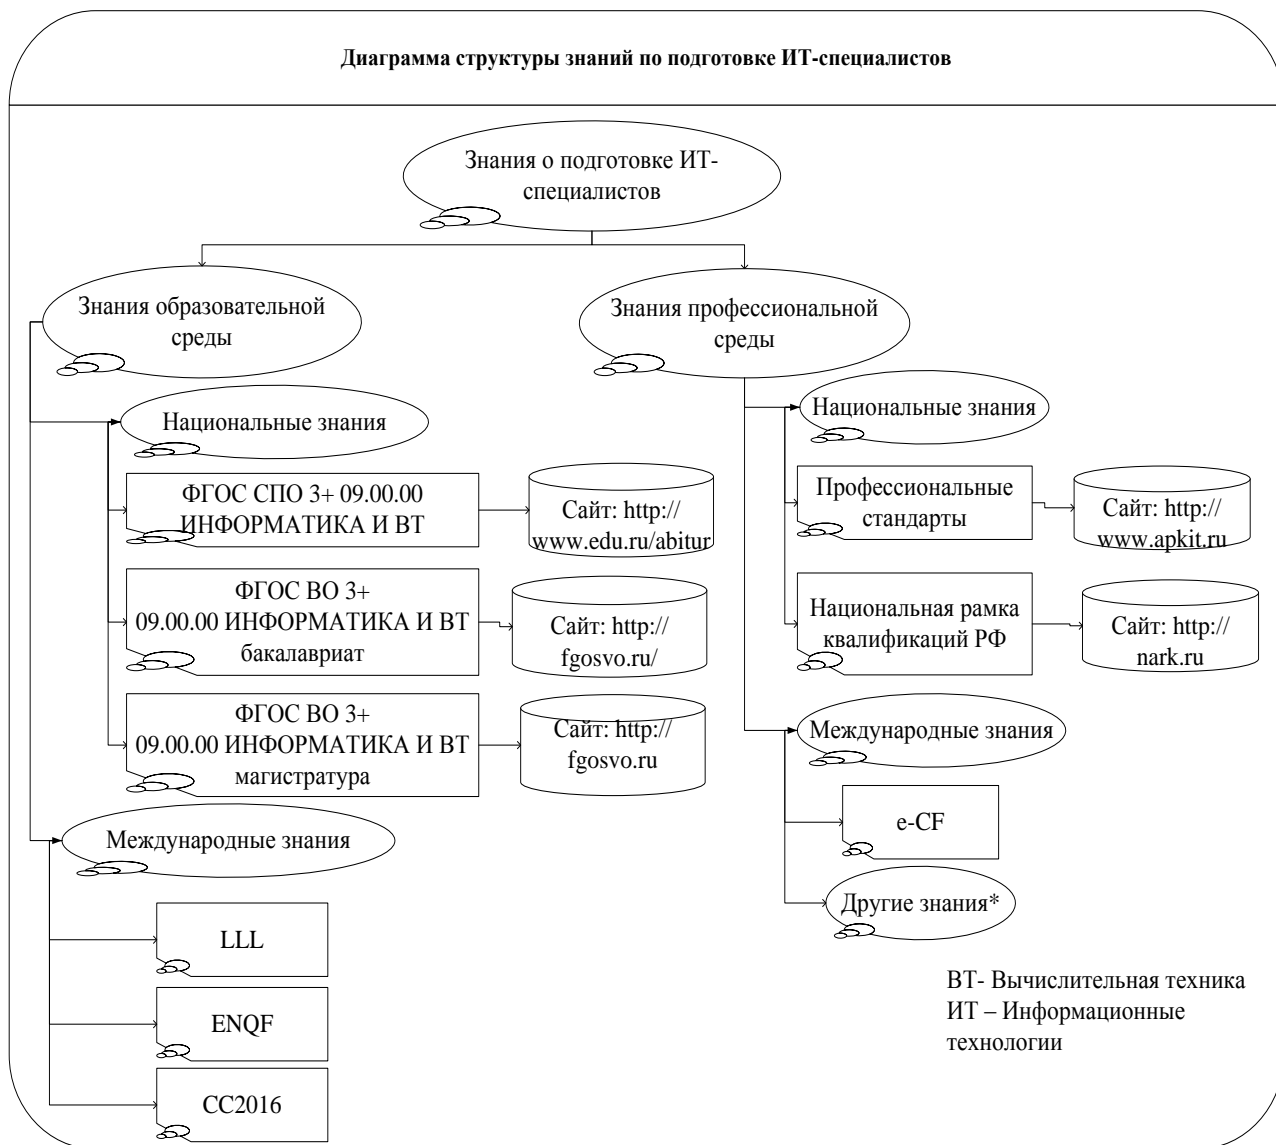 Диаграмма структуры знаний по подготовке ИТ-специалистов
Знания о подготовке ИТ-
специалистов
Знания образовательной
среды
Национальные знания
ФГОС СПО 3+ 09.00.00
ИНФОРМАТИКА И ВТ
Сайт: http://
www.edu.ru/abitur
ФГОС ВО 3+
09.00.00 ИНФОРМАТИКА И ВТ
бакалавриат
Сайт: http://
fgosvo.ru/
ФГОС ВО 3+
09.00.00 ИНФОРМАТИКА И ВТ
магистратура
Сайт: http://
fgosvo.ru
Международные знания
LLL
ENQF
CC2016
Знания профессиональной
среды
Национальные знания
Профессиональные
стандарты
Сайт: http://
www.apkit.ru
Национальная рамка
квалификаций РФ
Сайт: http://
nark.ru
Международные знания
e-CF
Другие знания*
ВТ- Вычислительная техника
ИТ – Информационные
технологии